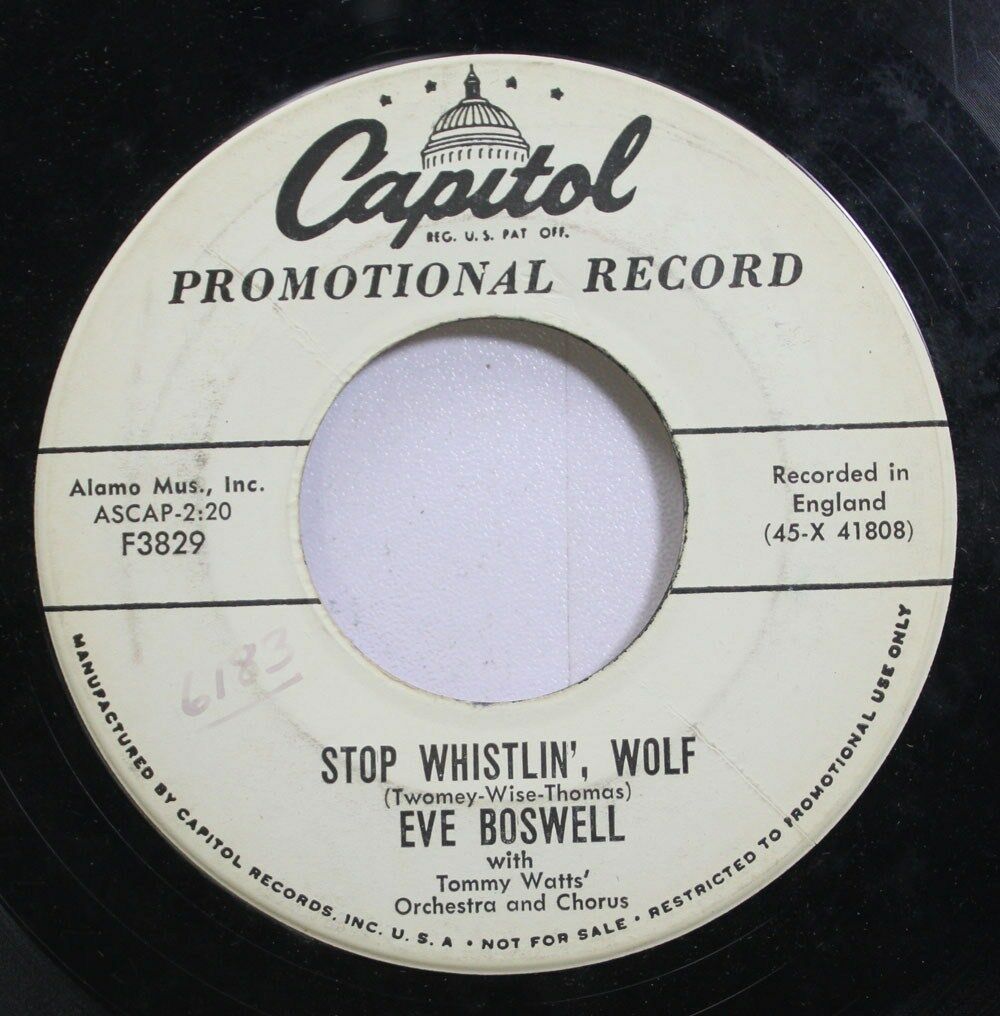 Capitol
REG. U.S. PAT OFF.
PROMOTIONAL RECORD
Alamo Mus., Inc.
ASCAP-2:20
F3829
Recorded in
England
(45-X 41808)
6183
STOP WHISTLIN', WOLF
(Twomey-Wise-Thomas)
EVE BOSWELL
with
Tommy Watts'
Orchestra and Chorus
MANUFACTURED BY CAPITOL RECORDS, INC. U. S. A • NOT FOR SALE • RESTRICTED TO PROMOTIONAL USE ONLY